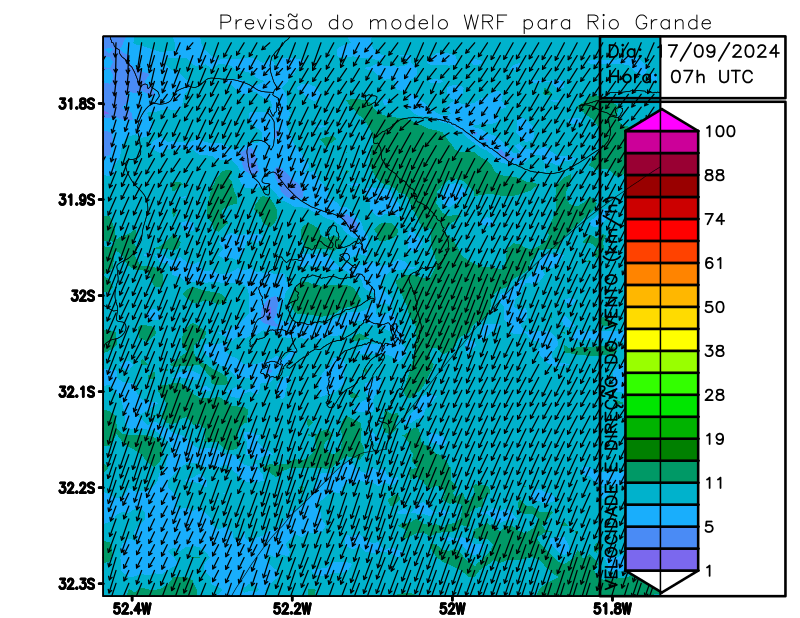 Previsão do modelo WRF para Rio Grande
Dia: 17/09/2024
Hora: 07h UTC
31.8S
31.9S
32S
32.1S
32.2S
32.3S
52.4W
52.2W
52W
51.8W
VELOCIDADE E DIREÇÃO DO VENTO (km/h)
100
88
74
61
50
38
28
19
11
5
1